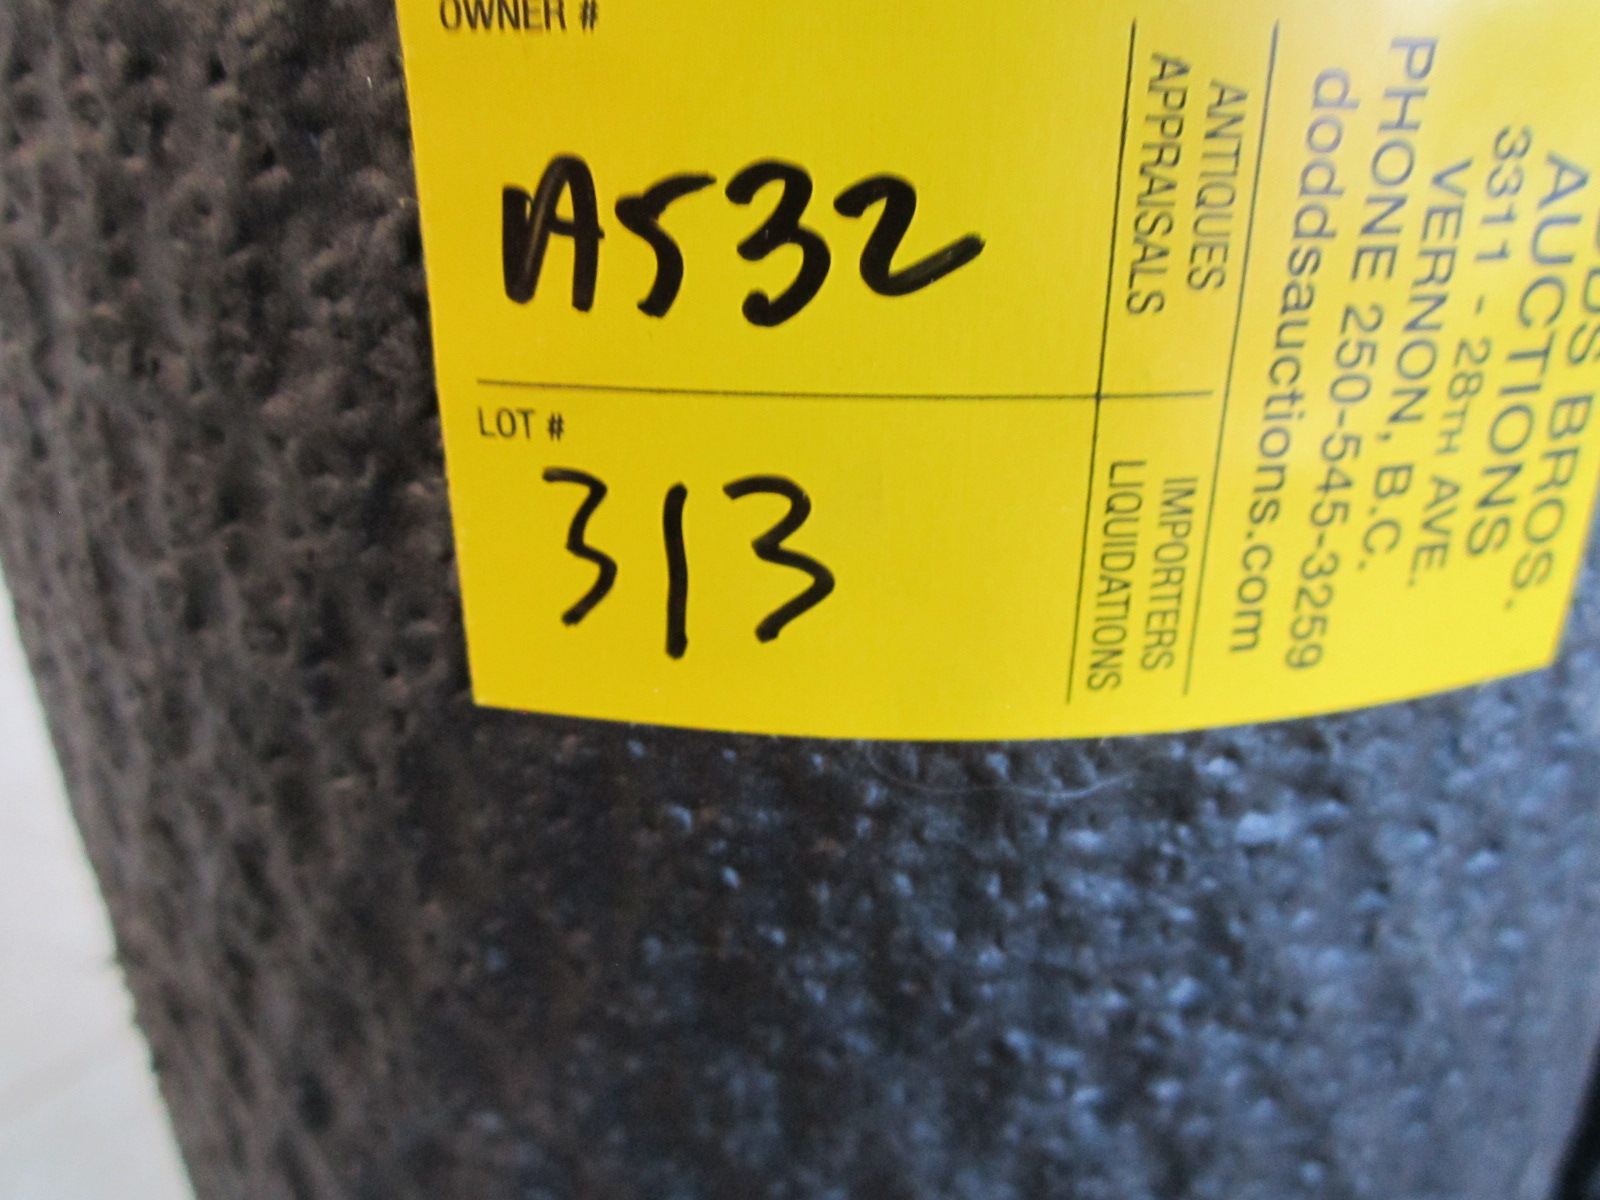 OWNER #
A532
LOT #
313
BROS.
AUCTIONS
3311 - 28TH AVE.
VERNON, B.C.
PHONE 250-545-3259
doddsauctions.com
ANTIQUES IMPORTERS
APPRAISALS LIQUIDATIONS